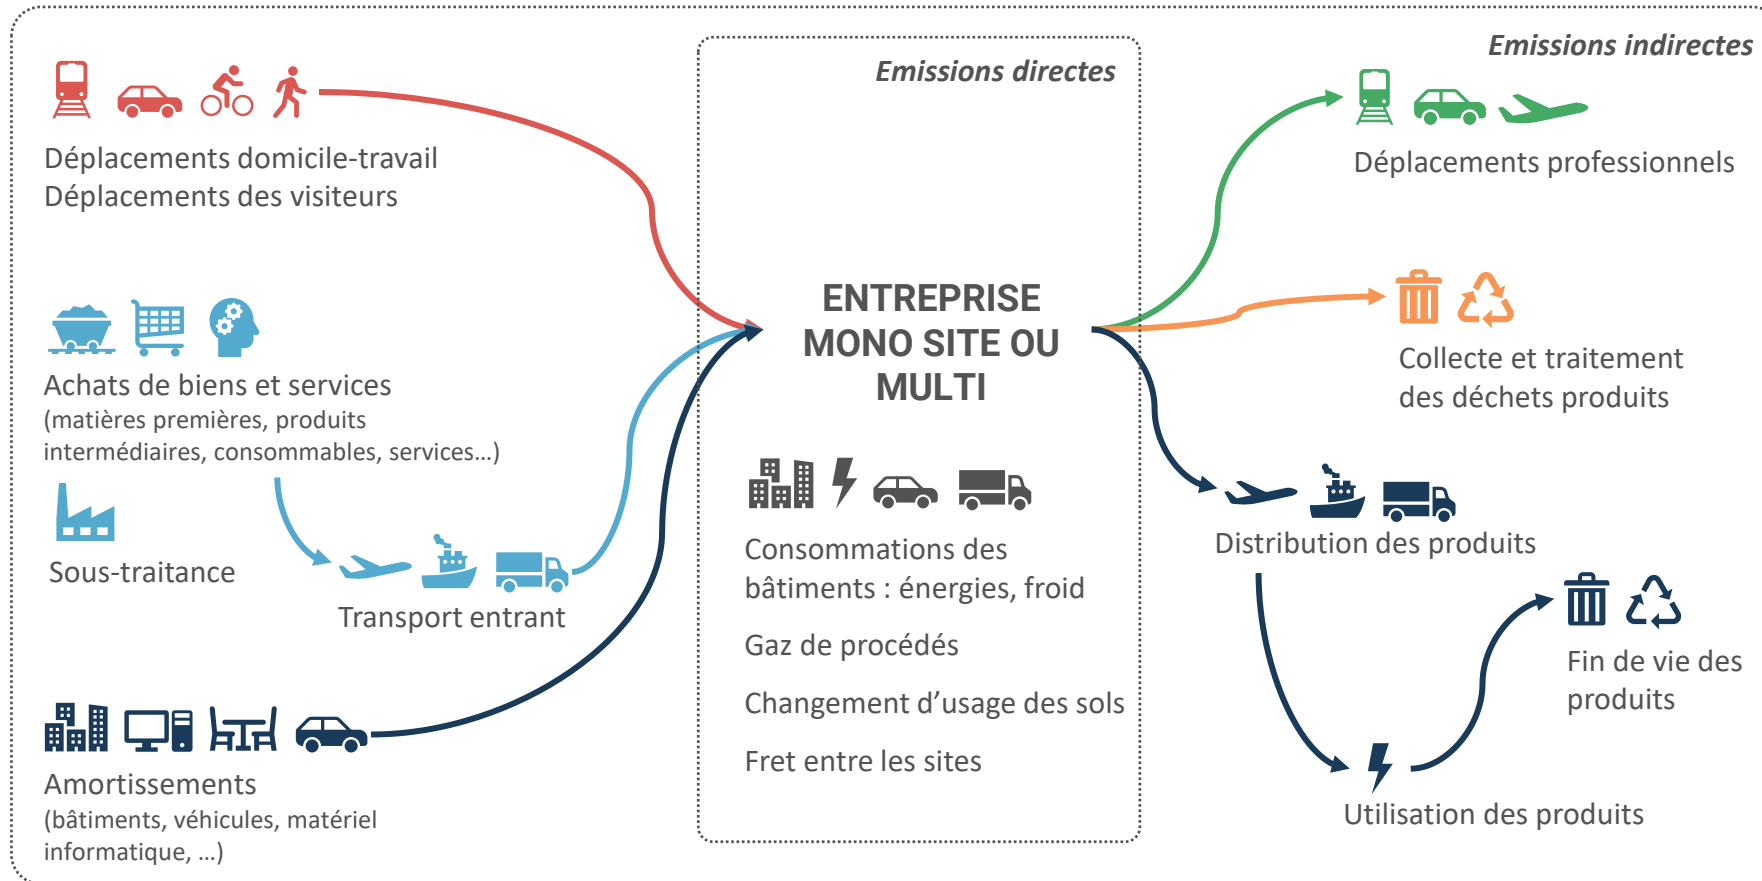 Emissions indirectes
Emissions directes
Déplacements domicile-travail
Déplacements des visiteurs
Achats de biens et services
(matières premières, produits
intermédiaires, consommables, services…)
Sous-traitance
Transport entrant
Amortissements
(bâtiments, véhicules, matériel
informatique, …)
ENTREPRISE
MONO SITE OU
MULTI
Consommations des
bâtiments : énergies, froid
Gaz de procédés
Changement d’usage des sols
Fret entre les sites
Déplacements professionnels
Collecte et traitement
des déchets produits
Distribution des produits
Fin de vie des
produits
Utilisation des produits